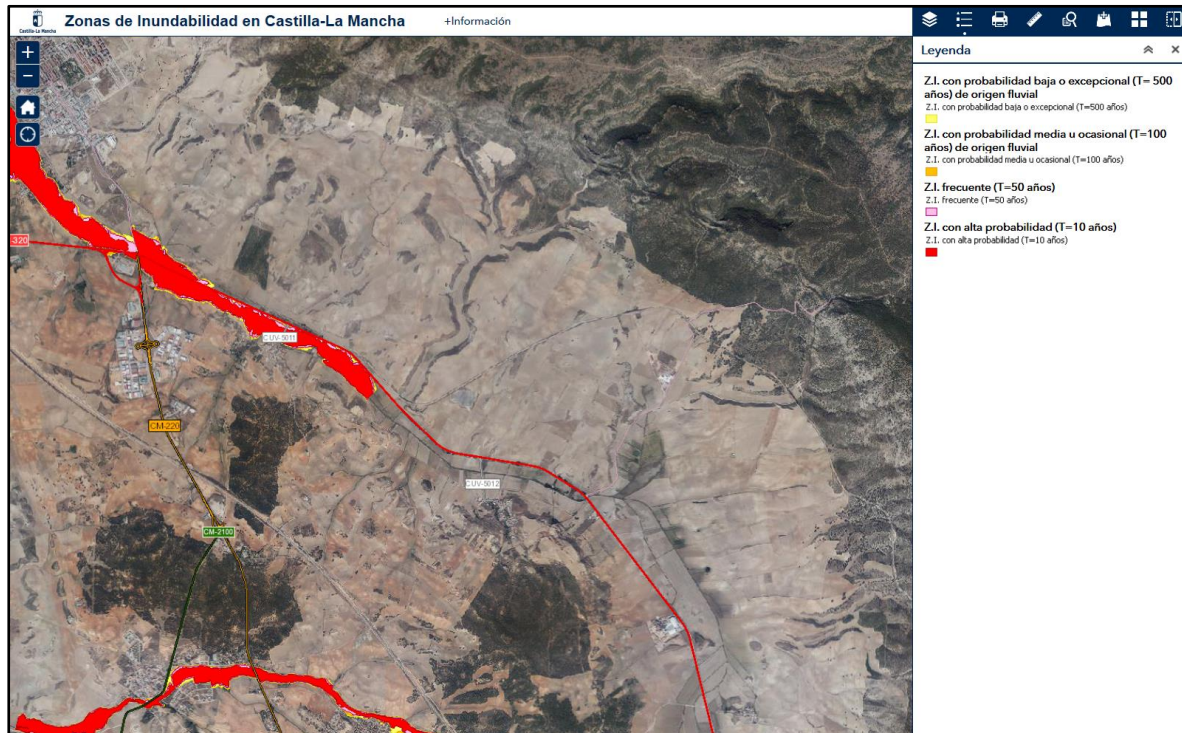 Castilla-La Mancha
Zonas de Inundabilidad en Castilla-La Mancha
+Información
Leyenda
Z.I. con probabilidad baja o excepcional (T= 500
años) de origen fluvial
Z.I. con probabilidad baja o excepcional (T=500 años)
Z.I. con probabilidad media u ocasional (T=100
años) de origen fluvial
Z.I. con probabilidad media u ocasional (T=100 años)
Z.I. frecuente (T=50 años)
Z.I. frecuente (T=50 años)
Z.I. con alta probabilidad (T=10 años)
Z.I. con alta probabilidad (T=10 años)
-320
CUV-5011
CM-220
CUV-5012
CM-2100